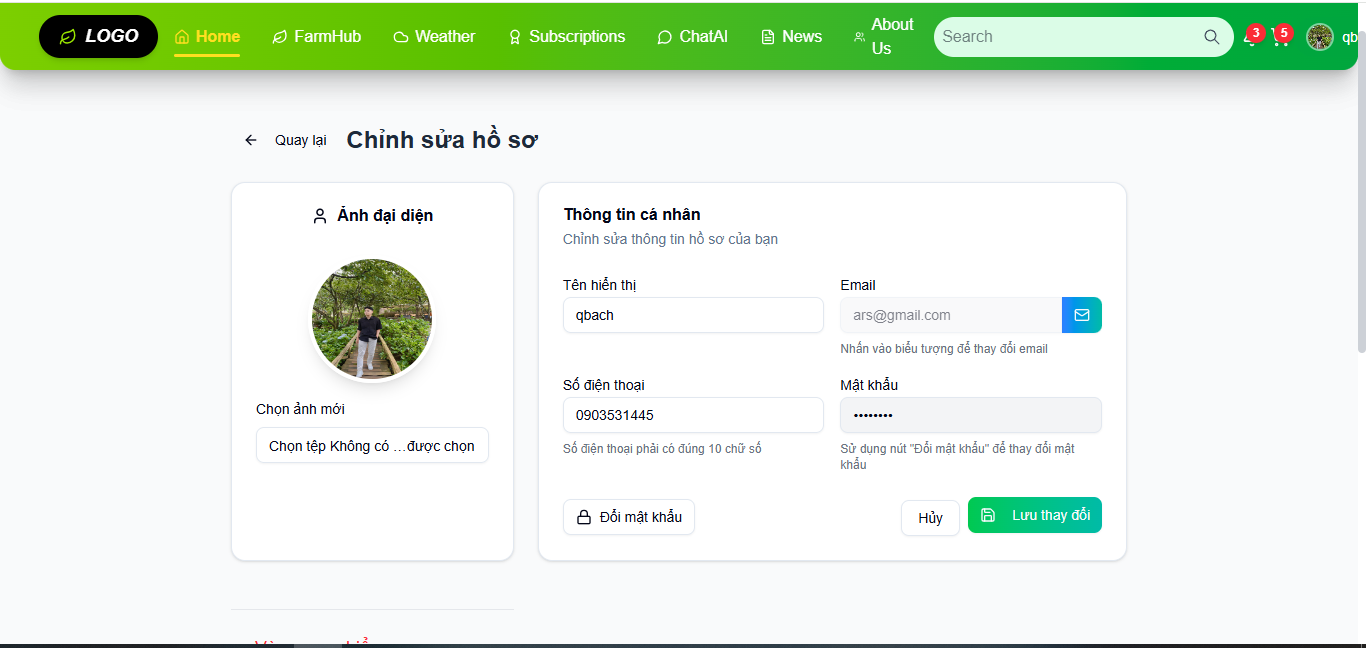 LOGO
Home
FarmHub
Weather
Subscriptions
ChatAI
News
About
Us
Search
3
5
qb
Quay lại
Chỉnh sửa hồ sơ
Ảnh đại diện
Chọn ảnh mới
Chọn tệp Không có ...được chọn
Thông tin cá nhân
Chỉnh sửa thông tin hồ sơ của bạn
Tên hiển thị
qbach
Email
ars@gmail.com
Nhấn vào biểu tượng để thay đổi email
Số điện thoại
0903531445
Số điện thoại phải có đúng 10 chữ số
Mật khẩu
••••••••
Sử dụng nút "Đổi mật khẩu" để thay đổi mật
khẩu
Đổi mật khẩu
Hủy
Lưu thay đổi